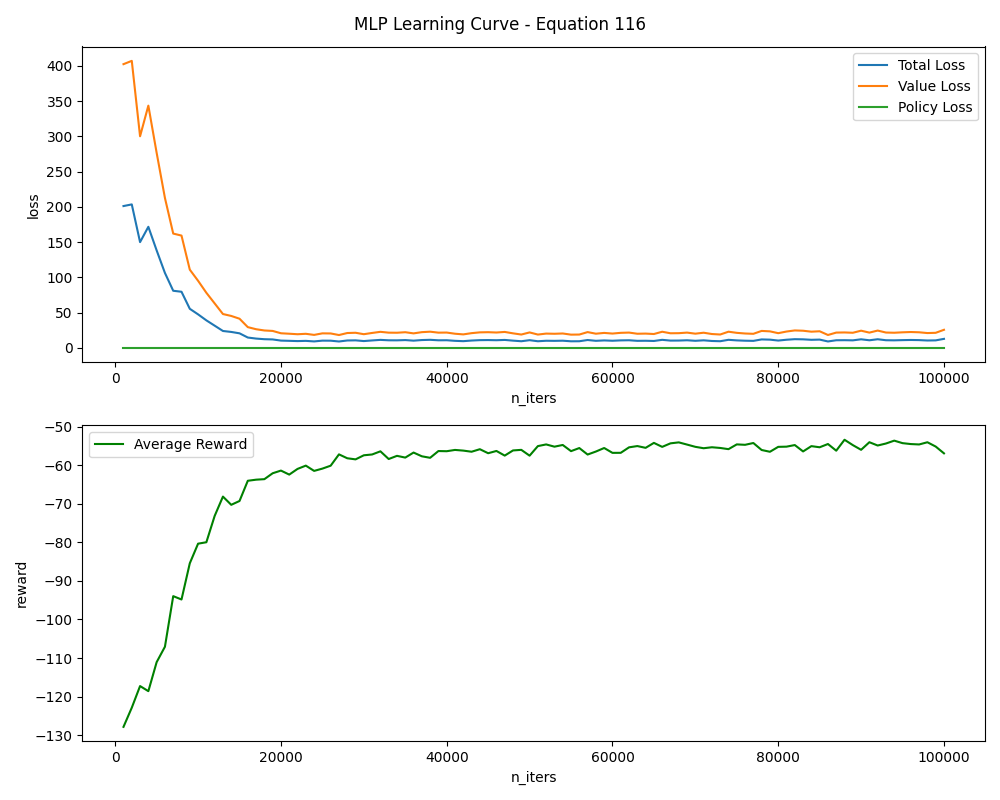 MLP Learning Curve - Equation 116
400
350
300
250
200
150
100
50
0
loss
Total Loss
Value Loss
Policy Loss
0 20000 40000 60000 80000 100000
n_iters
−50
−60
−70
−80
−90
−100
−110
−120
−130
reward
Average Reward
0 20000 40000 60000 80000 100000
n_iters